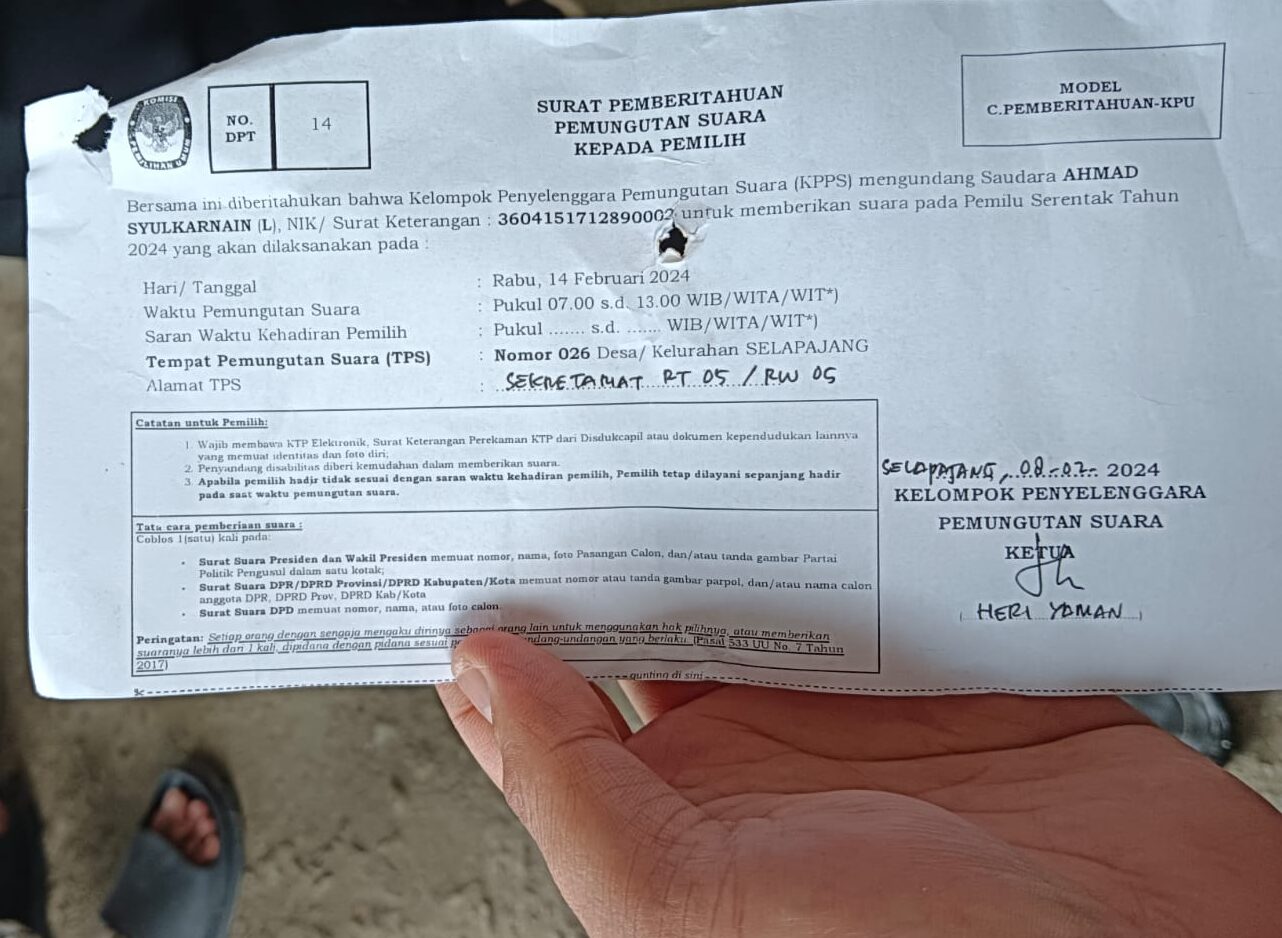 KOMISI
PEMILIHAN UMUM
NO.
DPT
14
SURAT PEMBERITAHUAN
PEMUNGUTAN SUARA
KEPADA PEMILIH
MODEL
C.PEMBERITAHUAN-KPU
Bersama ini diberitahukan bahwa Kelompok Penyelenggara Pemungutan Suara (KPPS) mengundang Saudara AHMAD
SYULKARNAIN (L), NIK/ Surat Keterangan : 3604151712890002 untuk memberikan suara pada Pemilu Serentak Tahun
2024 yang akan dilaksanakan pada :
Hari/ Tanggal : Rabu, 14 Februari 2024
Waktu Pemungutan Suara : Pukul 07.00 s.d. 13.00 WIB/WITA/WIT*)
Saran Waktu Kehadiran Pemilih : Pukul ....... s.d. ....... WIB/WITA/WIT*)
Tempat Pemungutan Suara (TPS) : Nomor 026 Desa/ Kelurahan SELAPAJANG
Alamat TPS : SEKRETARIAT RT 05 / RW 05
Catatan untuk Pemilih:
1. Wajib membawa KTP Elektronik, Surat Keterangan Perekaman KTP dari Disdukcapil atau dokumen kependudukan lainnya
yang memuat identitas dan foto diri;
2. Penyandang disabilitas diberi kemudahan dalam memberikan suara.
3. Apabila pemilih hadir tidak sesuai dengan saran waktu kehadiran pemilih, Pemilih tetap dilayani sepanjang hadir
pada saat waktu pemungutan suara.
Tata cara pemberiaan suara :
Coblos 1(satu) kali pada:
• Surat Suara Presiden dan Wakil Presiden memuat nomor, nama, foto Pasangan Calon, dan/atau tanda gambar Partai
Politik Pengusul dalam satu kotak;
• Surat Suara DPR/DPRD Provinsi/DPRD Kabupaten/Kota memuat nomor atau tanda gambar parpol, dan/atau nama calon
anggota DPR, DPRD Prov, DPRD Kab/Kota
• Surat Suara DPD memuat nomor, nama, atau foto calon.
Peringatan: Setiap orang dengan sengaja mengaku dirinya sebagai orang lain untuk menggunakan hak pilihnya, atau memberikan
suaranya lebih dari 1 kali, dipidana dengan pidana sesuai undang-undangan yang berlaku (Pasal 533 UU No. 7 Tahun
2017)
gunting di sini
SELAPAJANG, 08-02- 2024
KELOMPOK PENYELENGGARA
PEMUNGUTAN SUARA
KETUA
( HERI YAMAN )